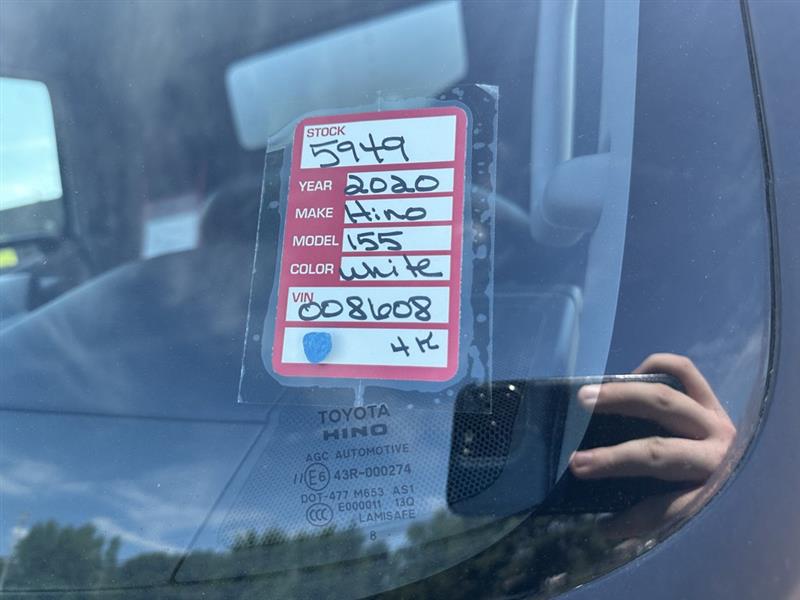 STOCK
5949
YEAR 2020
MAKE Hino
MODEL 155
COLOR White
VIN
008608
4K
TOYOTA
HINO
AGC AUTOMOTIVE
//E6 43R-000274
DOT-477 M653 AS1
CCC E000011 13Q
LAMISAFE
8